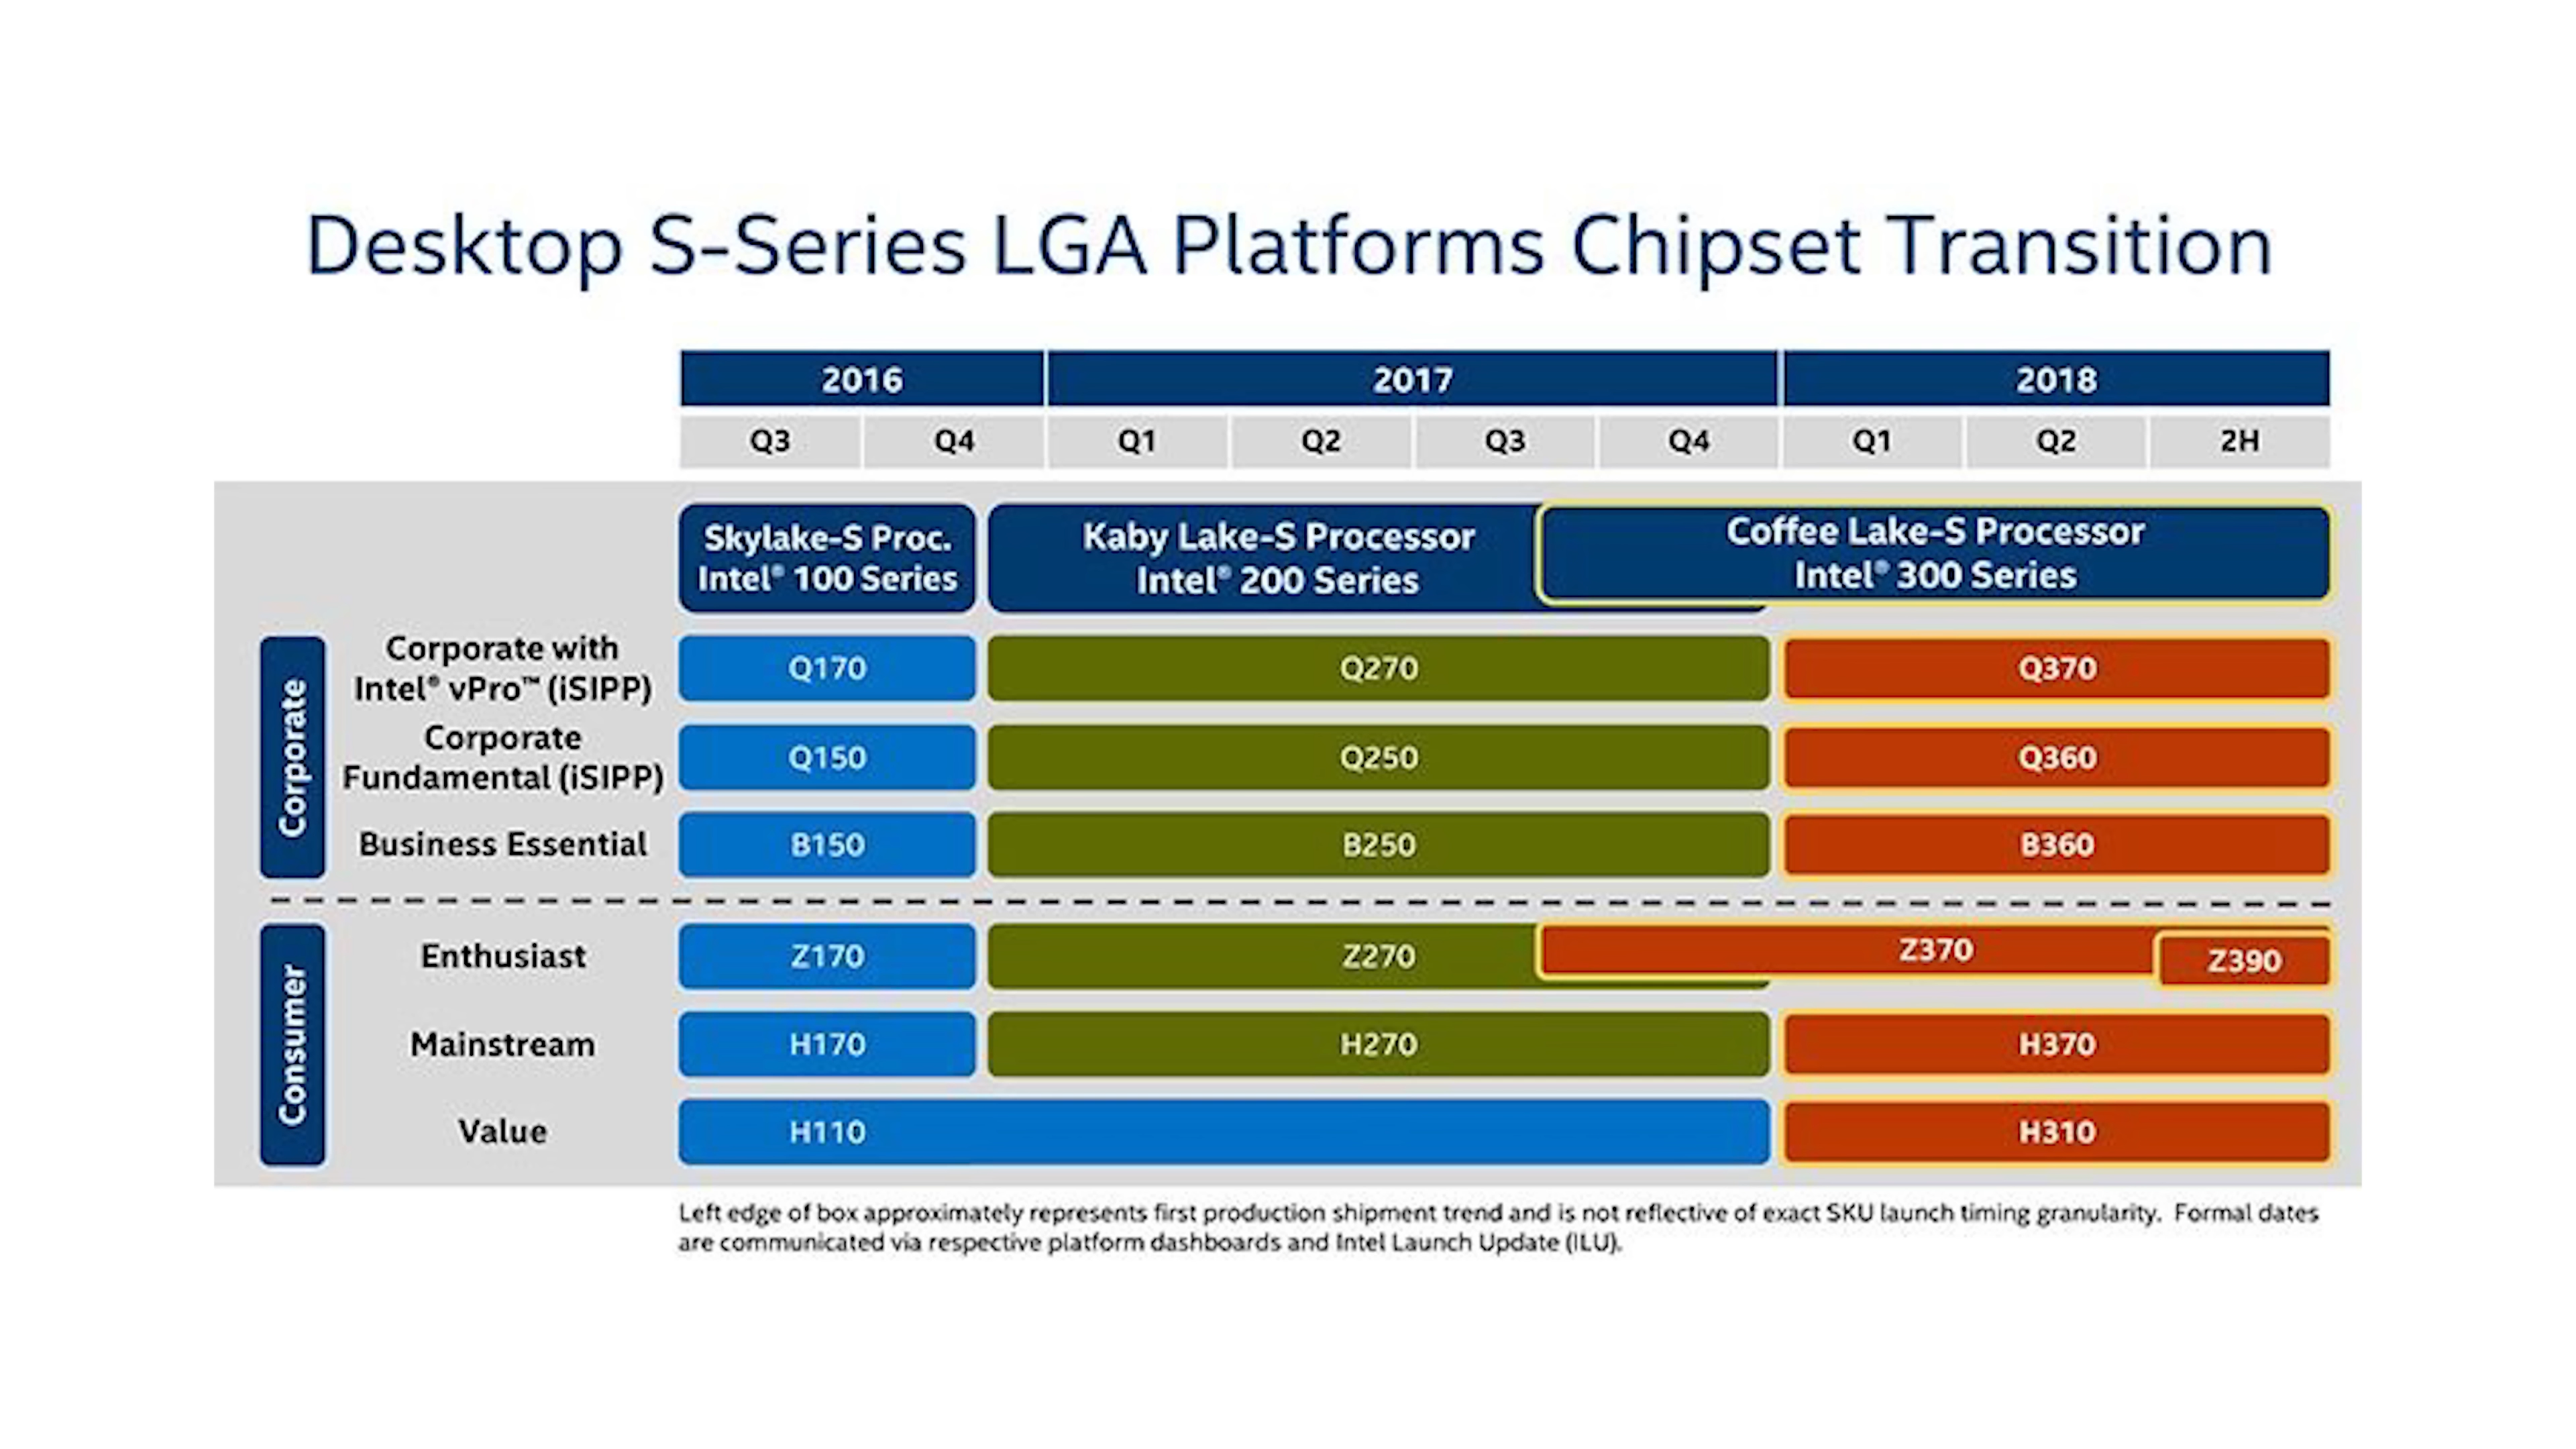 Desktop S-Series LGA Platforms Chipset Transition
2016 2017 2018
Q3 Q4 Q1 Q2 Q3 Q4 Q1 Q2 2H
Skylake-S Proc.
Intel® 100 Series
Kaby Lake-S Processor
Intel® 200 Series
Coffee Lake-S Processor
Intel® 300 Series
Corporate
Corporate with
Intel® vPro™ (iSIPP)
Q170 Q270 Q370
Corporate
Fundamental (iSIPP)
Q150 Q250 Q360
Business Essential B150 B250 B360
Consumer
Enthusiast Z170 Z270 Z370 Z390
Mainstream H170 H270 H370
Value H110 H310
Left edge of box approximately represents first production shipment trend and is not reflective of exact SKU launch timing granularity. Formal dates
are communicated via respective platform dashboards and Intel Launch Update (ILU).